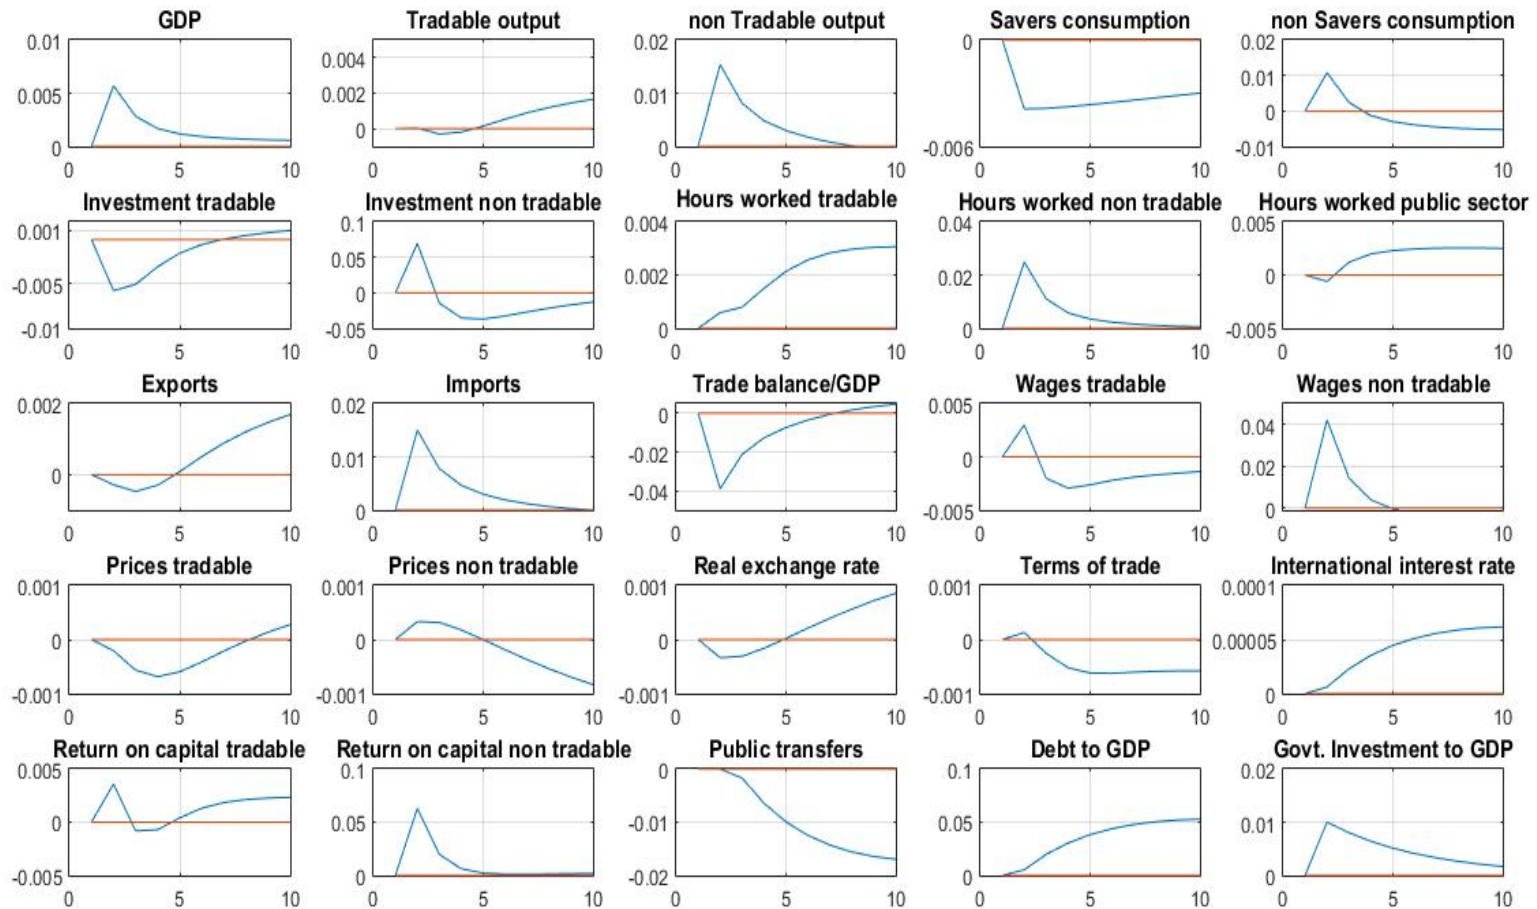 GDP
Tradable output
non Tradable output
Savers consumption
non Savers consumption
0.01
0.005
0
0 5 10
0.004
0.002
0
0 5 10
0.02
0.01
0
0 5 10
0
-0.006
0 5 10
0.02
0.010
0
-0.01
0 5 10
Investment tradable
Investment non tradable
Hours worked tradable
Hours worked non tradable
Hours worked public sector
0.001
-0.005
-0.01
0 5 10
0.1
0.05
0
-0.05
0 5 10
0.004
0.002
0
0 5 10
0.04
0.02
0
0 5 10
0.005
0
-0.005
0 5 10
Exports
Imports
Trade balance/GDP
Wages tradable
Wages non tradable
0.002
0
0 5 10
0.02
0.01
0
0 5 10
0
-0.02
-0.04
0 5 10
0.005
0
-0.005
0 5 10
0.04
0.02
0
0 5 10
Prices tradable
Prices non tradable
Real exchange rate
Terms of trade
International interest rate
0.001
0
-0.001
0 5 10
0.001
0
-0.001
0 5 10
0.001
0
-0.001
0 5 10
0.001
0
-0.001
0 5 10
0.0001
0.00005
0
0 5 10
Return on capital tradable
Return on capital non tradable
Public transfers
Debt to GDP
Govt. Investment to GDP
0.005
0
-0.005
0 5 10
0.1
0.05
0
0 5 10
0
-0.01
-0.02
0 5 10
0.1
0.05
0
0 5 10
0.02
0.01
0
0 5 10